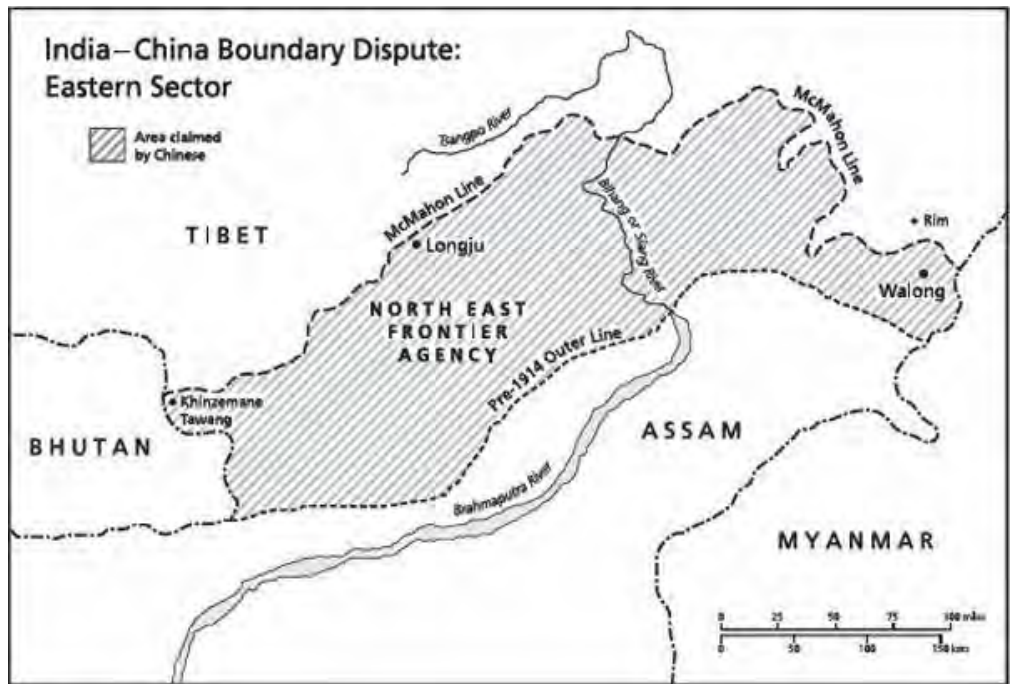 India–China Boundary Dispute:
Eastern Sector
Area claimed
by Chinese
Tsangpo River
McMahon Line
McMahon Line
TIBET
Longju
Bihang or Siang River
Rim
Walong
NORTH EAST
FRONTIER
AGENCY
Pre-1914 Outer Line
Khinzemane
Tawang
BHUTAN
ASSAM
Brahmaputra River
MYANMAR
0 25 50 75 100 miles
0 50 100 150 kms